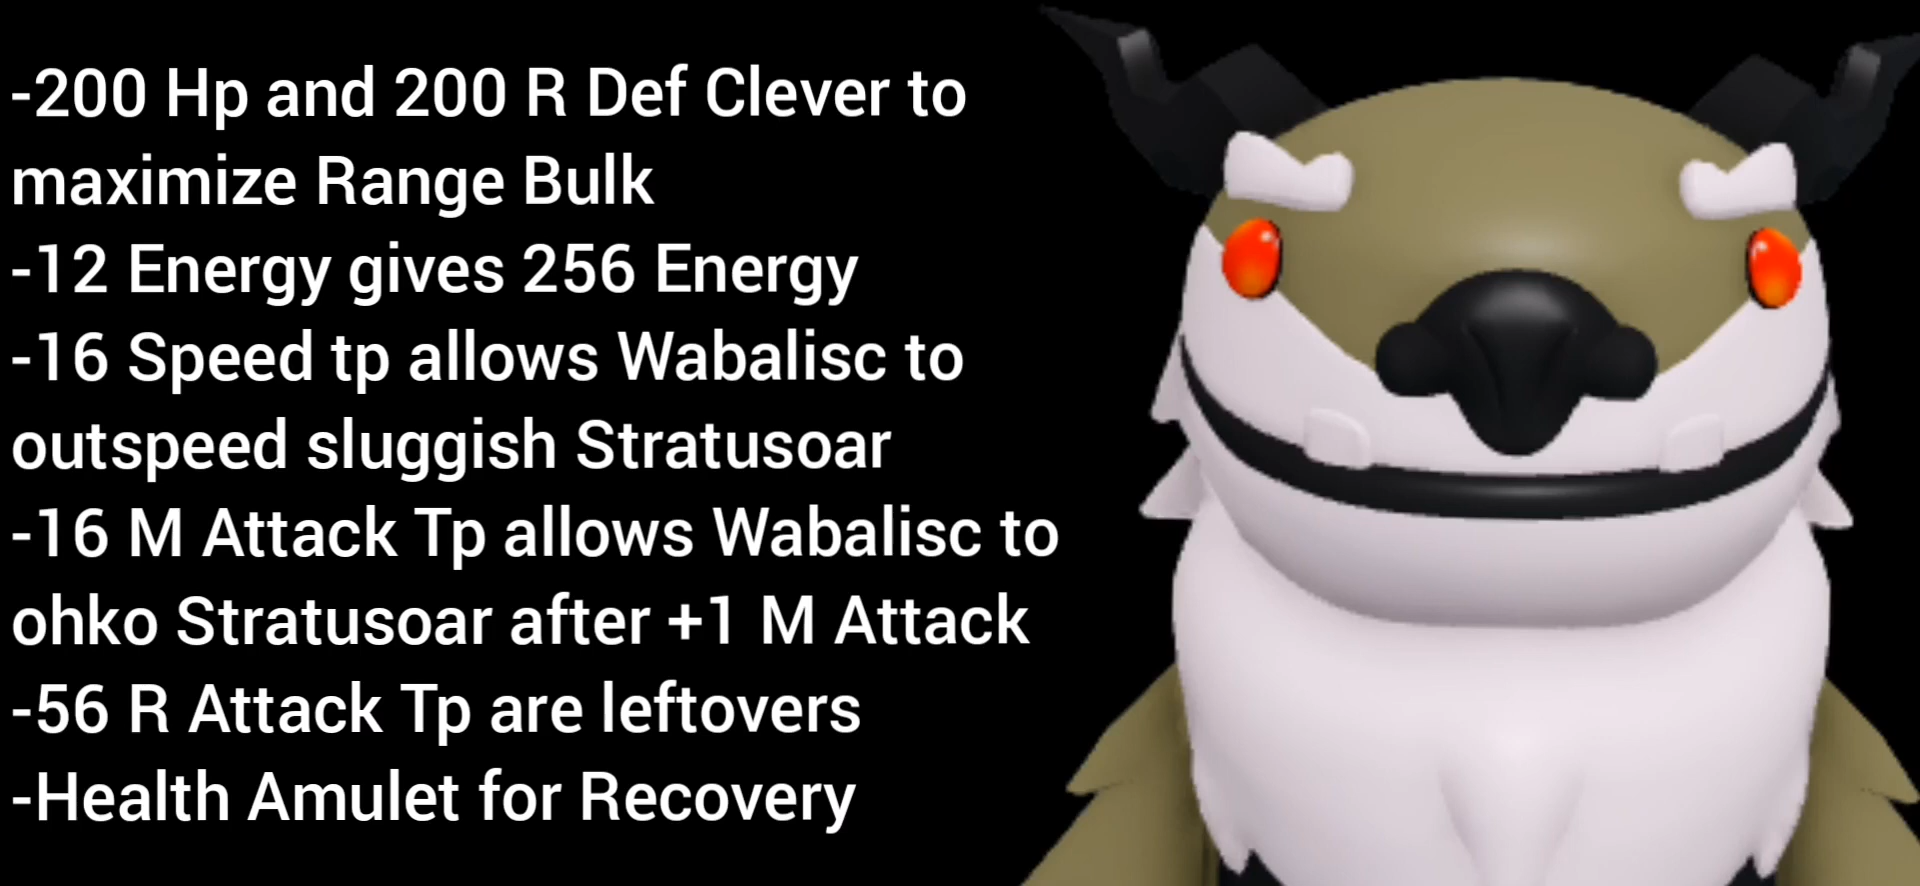 -200 Hp and 200 R Def Clever to
maximize Range Bulk
-12 Energy gives 256 Energy
-16 Speed tp allows Wabalisc to
outspeed sluggish Stratusoar
-16 M Attack Tp allows Wabalisc to
ohko Stratusoar after +1 M Attack
-56 R Attack Tp are leftovers
-Health Amulet for Recovery